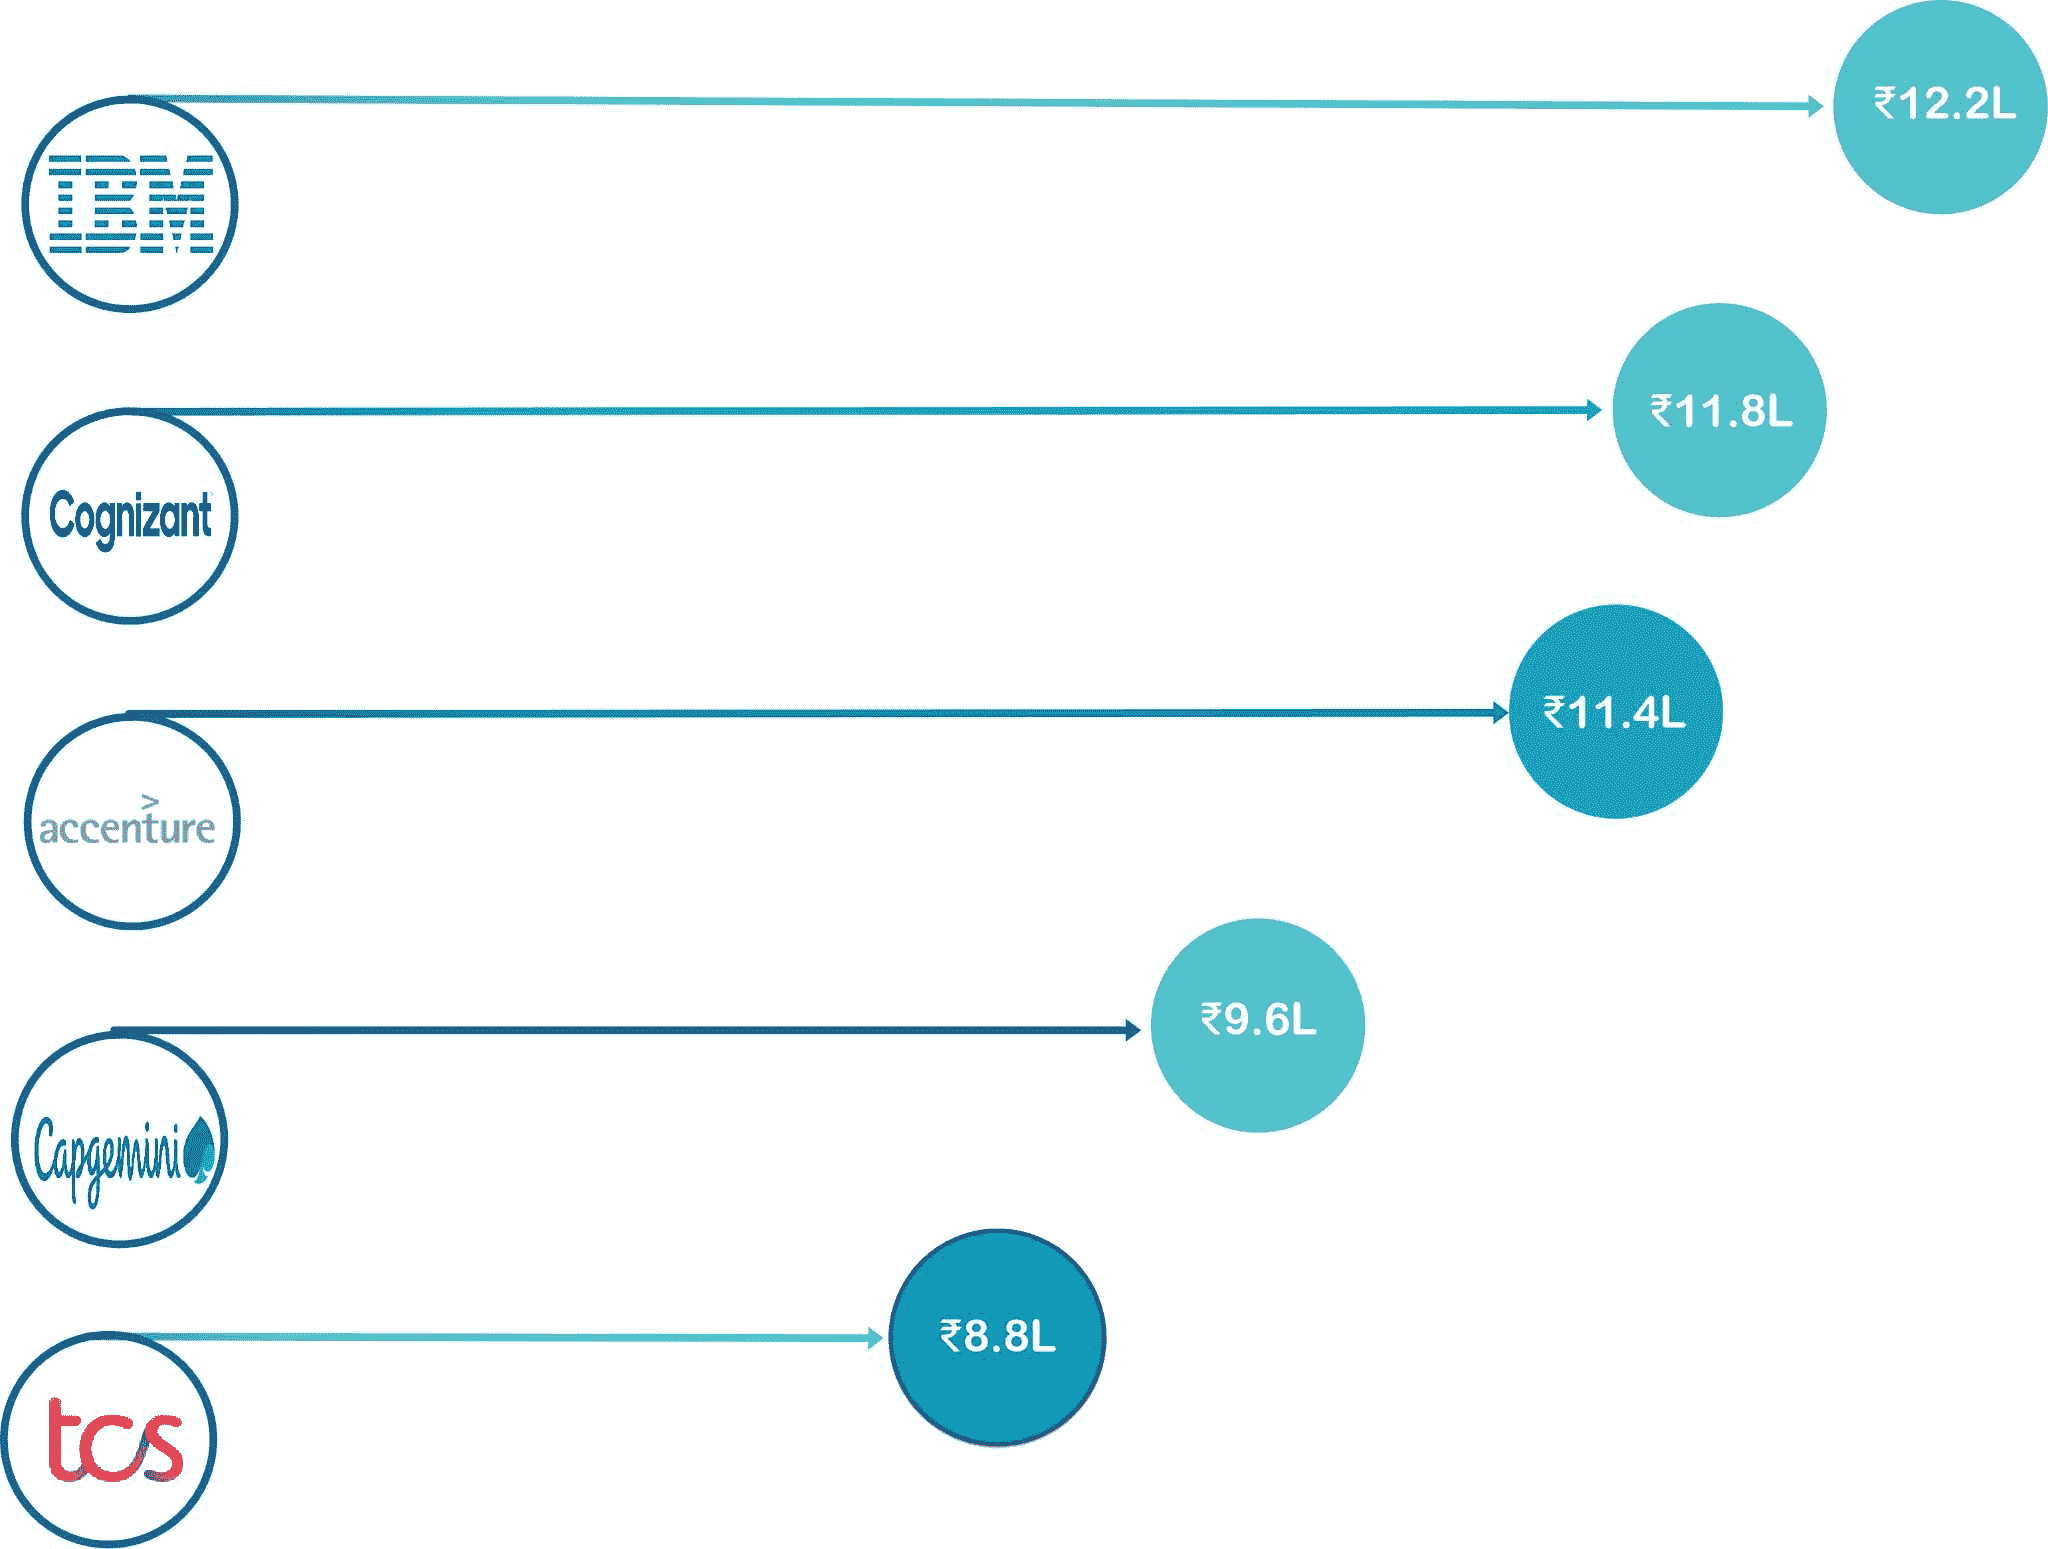 ₹12.2L
IBM
₹11.8L
Cognizant
₹11.4L
>
accenture
₹9.6L
Capgemini
₹8.8L
tcs